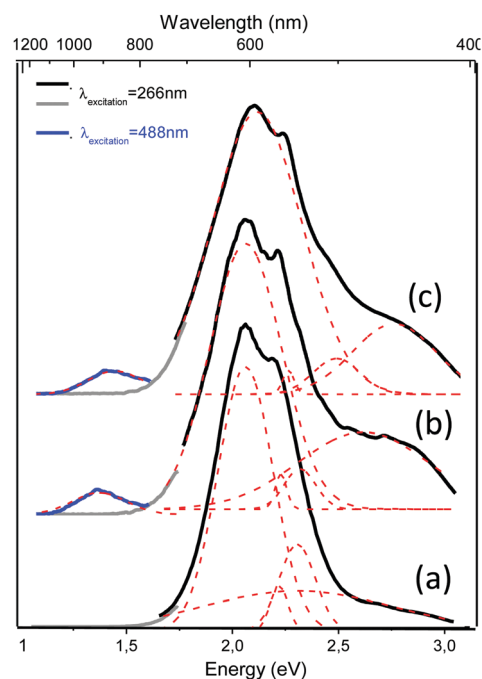 Wavelength (nm)
1200 1000 800 600 400
λexcitation=266nm
λexcitation=488nm
(c)
(b)
(a)
1 1,5 2,0 2,5 3,0
Energy (eV)